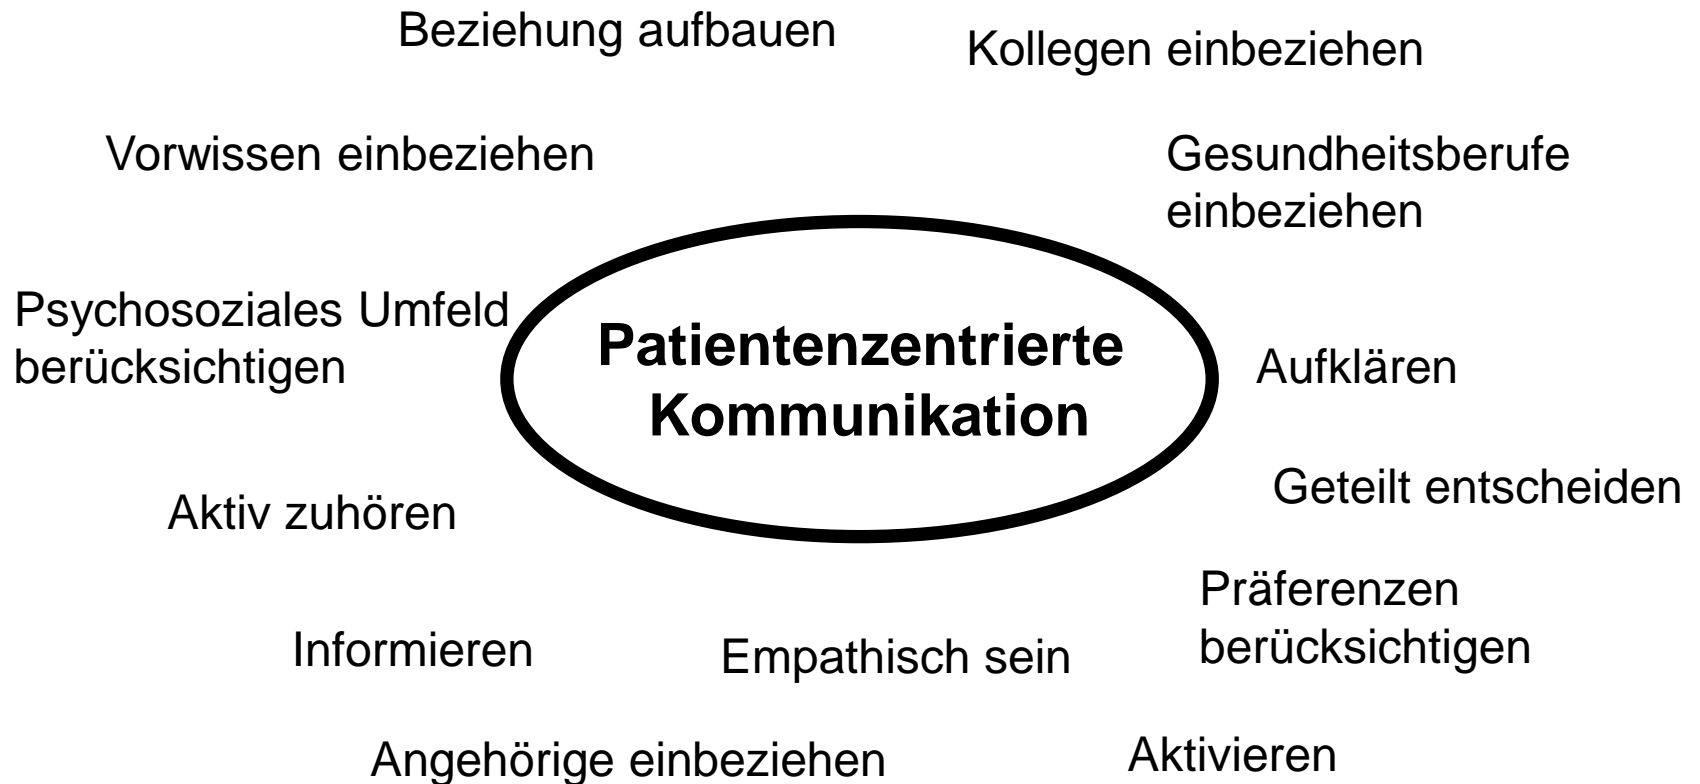 Beziehung aufbauen
Kollegen einbeziehen
Vorwissen einbeziehen
Gesundheitsberufe
einbeziehen
Psychosoziales Umfeld
berücksichtigen
Patientenzentrierte
Kommunikation
Aufklären
Geteilt entscheiden
Aktiv zuhören
Präferenzen
berücksichtigen
Informieren
Empathisch sein
Angehörige einbeziehen
Aktivieren